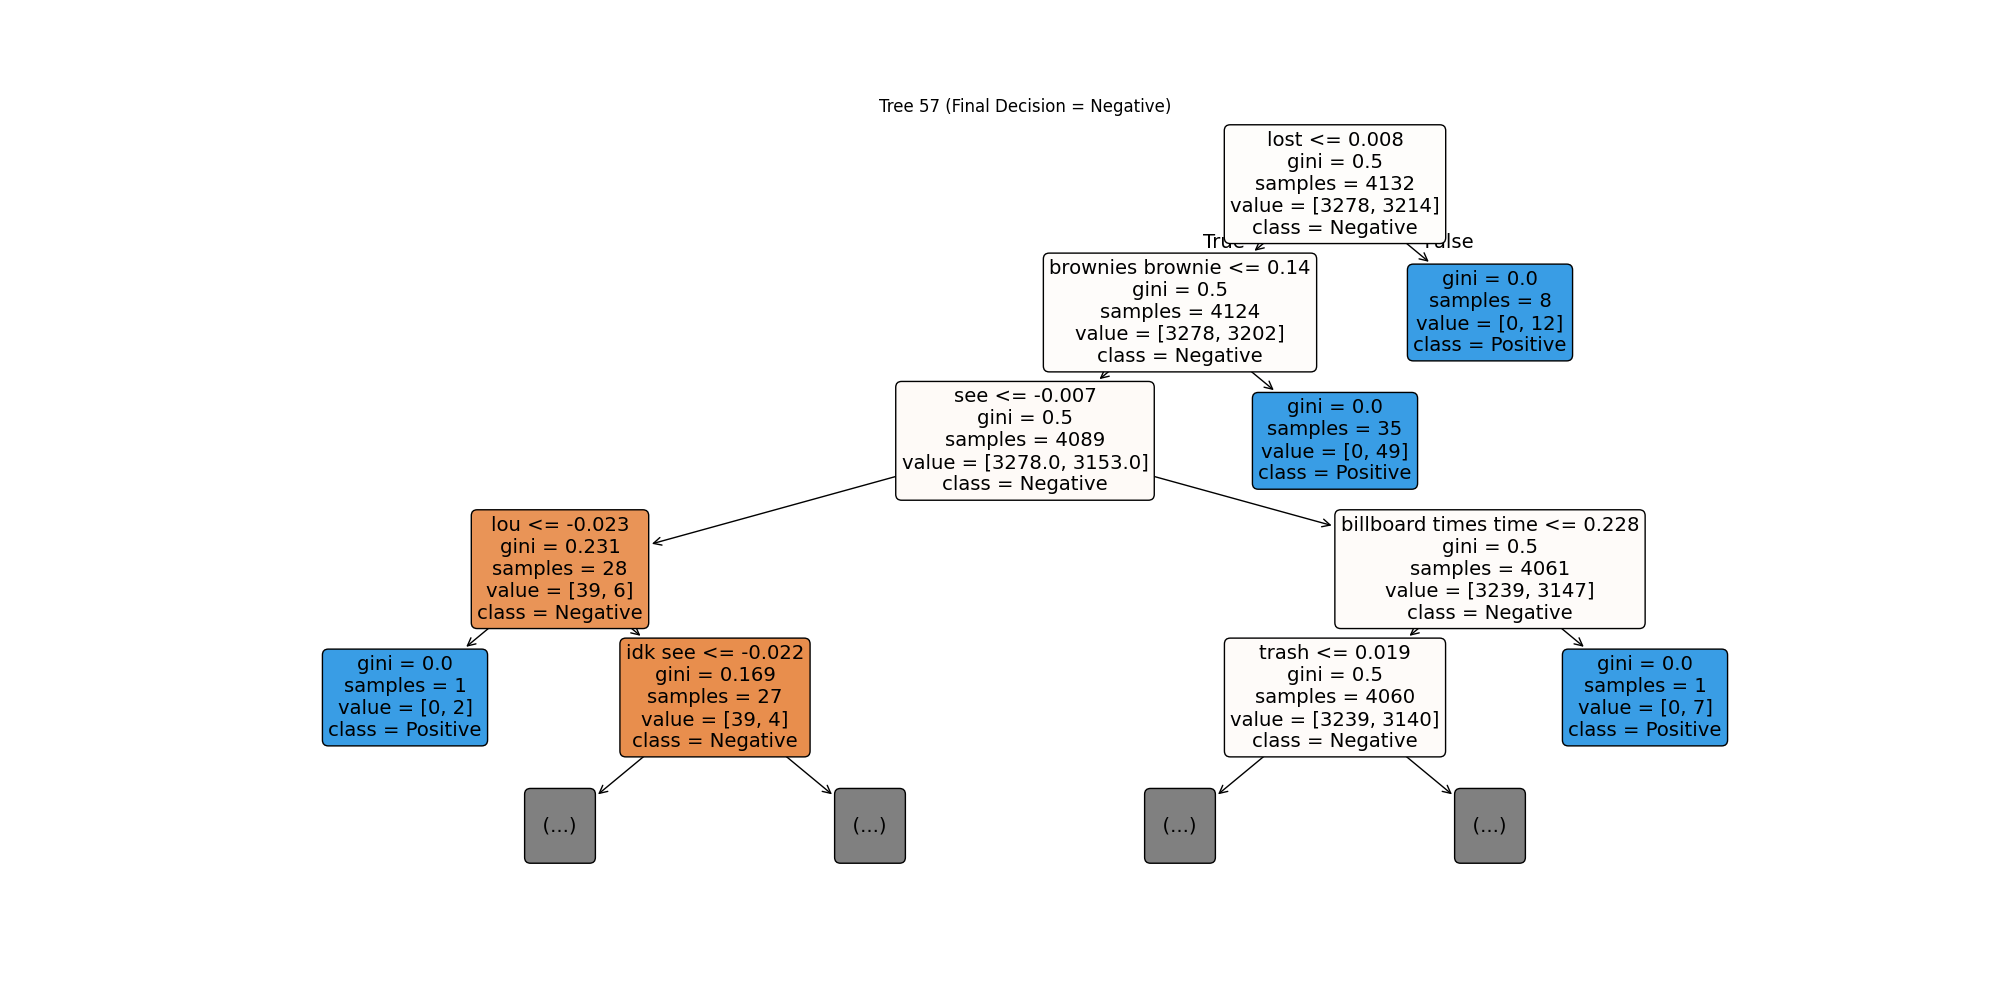 Tree 57 (Final Decision = Negative)
lost <= 0.008
gini = 0.5
samples = 4132
value = [3278, 3214]
class = Negative
True
False
brownies brownie <= 0.14
gini = 0.5
samples = 4124
value = [3278, 3202]
class = Negative
gini = 0.0
samples = 8
value = [0, 12]
class = Positive
see <= -0.007
gini = 0.5
samples = 4089
value = [3278.0, 3153.0]
class = Negative
gini = 0.0
samples = 35
value = [0, 49]
class = Positive
lou <= -0.023
gini = 0.231
samples = 28
value = [39, 6]
class = Negative
billboard times time <= 0.228
gini = 0.5
samples = 4061
value = [3239, 3147]
class = Negative
gini = 0.0
samples = 1
value = [0, 2]
class = Positive
idk see <= -0.022
gini = 0.169
samples = 27
value = [39, 4]
class = Negative
trash <= 0.019
gini = 0.5
samples = 4060
value = [3239, 3140]
class = Negative
gini = 0.0
samples = 1
value = [0, 7]
class = Positive
(...)
(...)
(...)
(...)